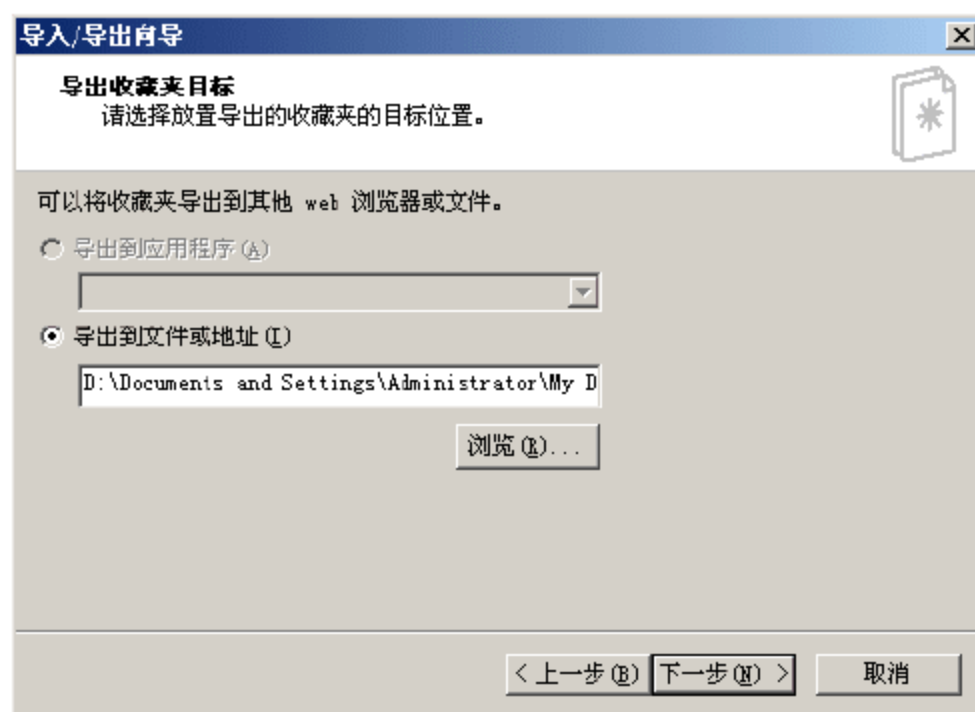 导入/导出向导
导出收藏夹目标
请选择放置导出的收藏夹的目标位置。
可以将收藏夹导出到其他 web 浏览器或文件。
导出到应用程序(A)
导出到文件或地址(I)
D:\Documents and Settings\Administrator\My D
浏览(R)...
< 上一步(B)
下一步(N) >
取消